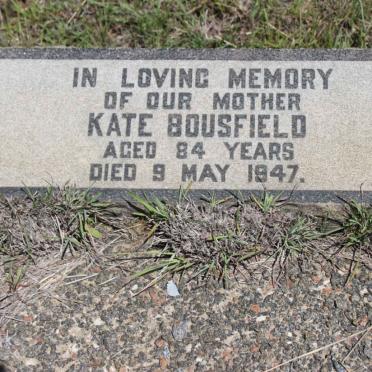 IN LOVING MEMORY
OF OUR MOTHER
KATE BOUSFIELD
AGED 84 YEARS
DIED 9 MAY 1947.